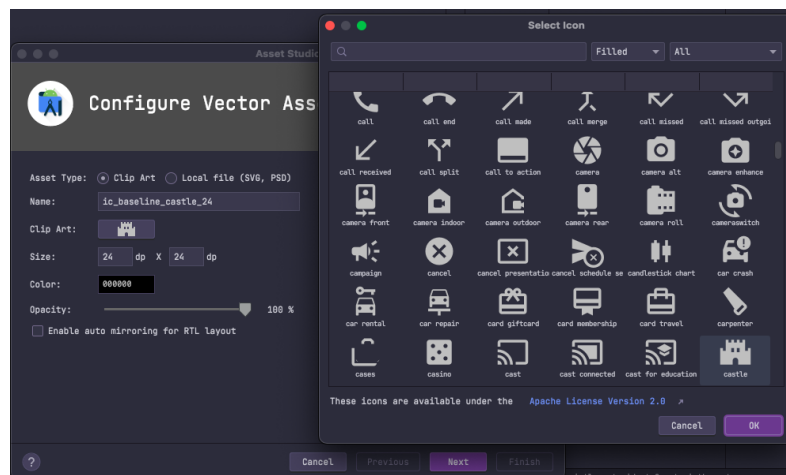 Select Icon
Filled
All
call
call end
call made
call merge
call missed
call missed outgoi
call received
call split
call to action
camera
camera alt
camera enhance
camera front
camera indoor
camera outdoor
camera rear
camera roll
cameraswitch
campaign
cancel
cancel presentatio
cancel schedule se
candlestick chart
car crash
car rental
car repair
card giftcard
card membership
card travel
carpenter
cases
casino
cast
cast connected
cast for education
castle
These icons are available under the Apache License Version 2.0 ↗
Cancel
OK
Asset Studio
Configure Vector Ass
Asset Type: Clip Art Local file (SVG, PSD)
Name: ic_baseline_castle_24
Clip Art:
Size: 24 dp X 24 dp
Color: 000000
Opacity: 100 %
Enable auto mirroring for RTL layout
?
Cancel
Previous
Next
Finish